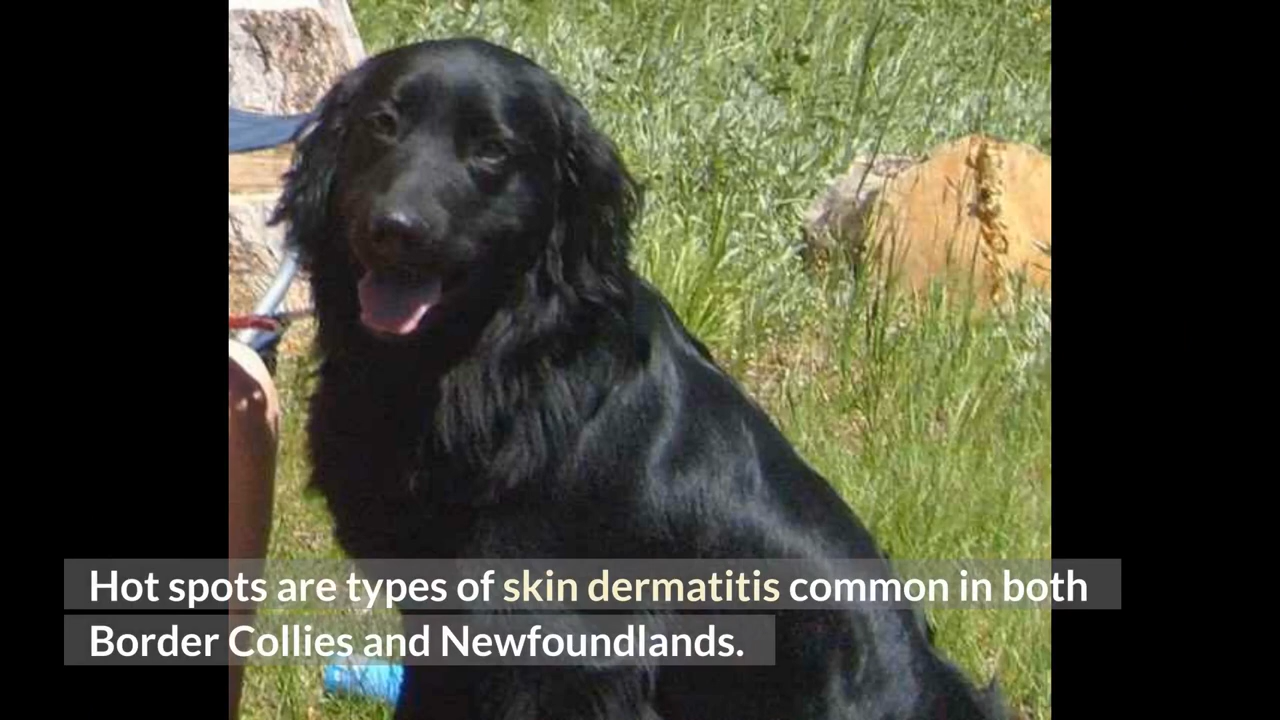 Hot spots are types of skin dermatitis common in both
Border Collies and Newfoundlands.